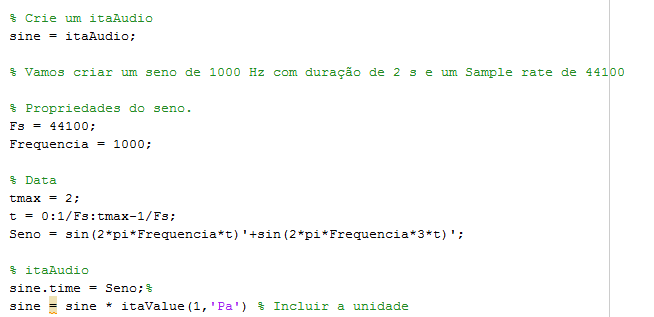 % Crie um itaAudio
sine = itaAudio;
% Vamos criar um seno de 1000 Hz com duração de 2 s e um Sample rate de 44100
% Propriedades do seno.
Fs = 44100;
Frequencia = 1000;
% Data
tmax = 2;
t = 0:1/Fs:tmax-1/Fs;
Seno = sin(2*pi*Frequencia*t)'+sin(2*pi*Frequencia*3*t)';
% itaAudio
sine.time = Seno;%
sine = sine * itaValue(1,'Pa') % Incluir a unidade